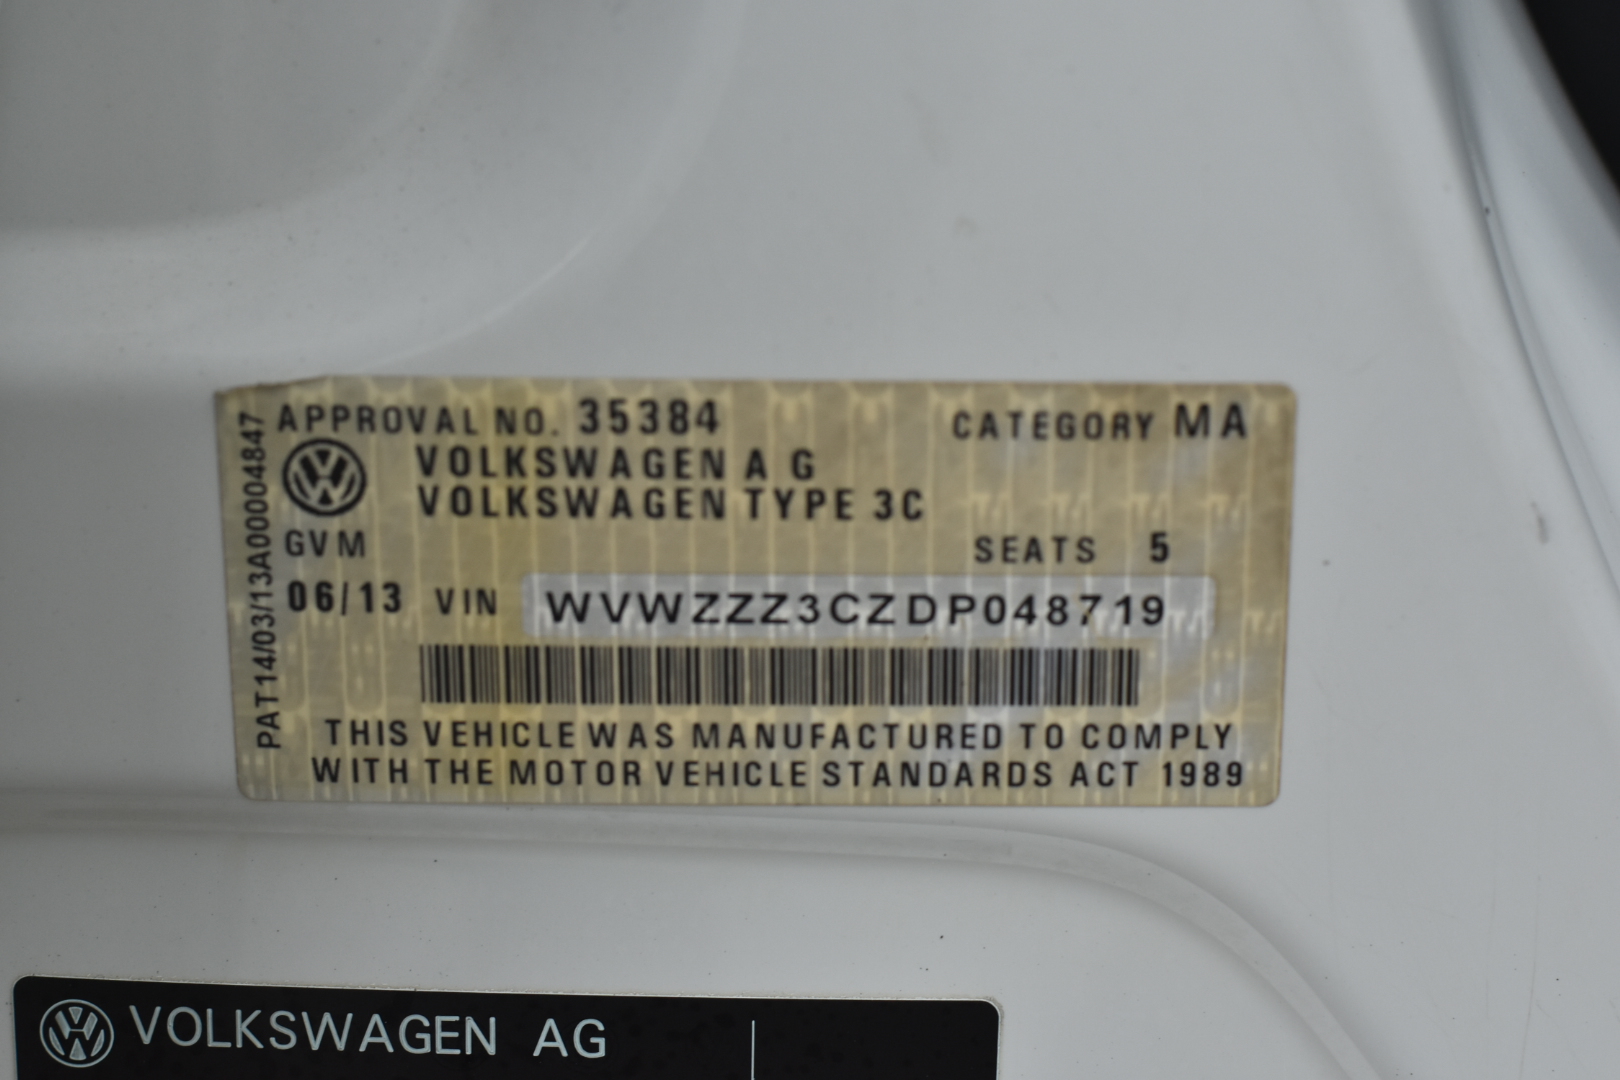 APPROVAL NO. 35384 CATEGORY MA
VOLKSWAGEN A G
VOLKSWAGEN TYPE 3C
GVM SEATS 5
06/13 VIN WVWZZZ3CZDP048719
THIS VEHICLE WAS MANUFACTURED TO COMPLY
WITH THE MOTOR VEHICLE STANDARDS ACT 1989
PAT14/03/13A00004847
VOLKSWAGEN AG